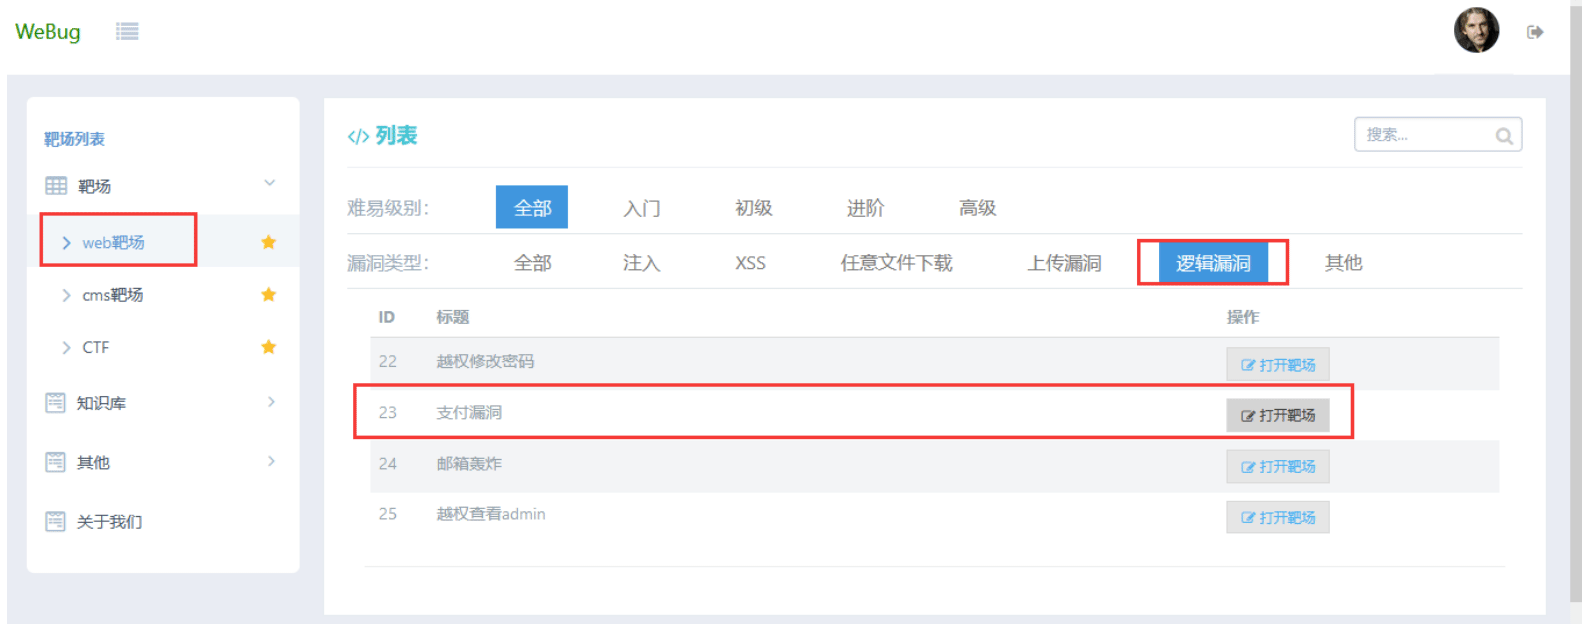 WeBug
靶场列表
靶场
web靶场
cms靶场
CTF
知识库
其他
关于我们
</> 列表
搜索...
难易级别: 全部 入门 初级 进阶 高级
漏洞类型: 全部 注入 XSS 任意文件下载 上传漏洞 逻辑漏洞 其他
ID 标题 操作
22 越权修改密码 打开靶场
23 支付漏洞 打开靶场
24 邮箱轰炸 打开靶场
25 越权查看admin 打开靶场